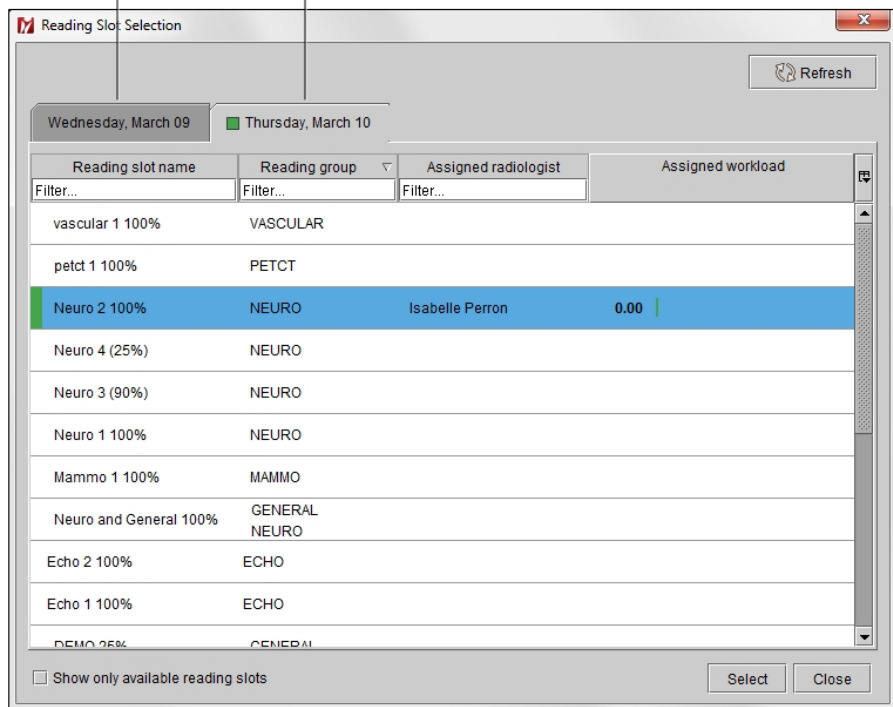 Reading Slot Selection
Refresh
Wednesday, March 09 Thursday, March 10
Reading slot name Reading group Assigned radiologist Assigned workload
Filter... Filter... Filter...
vascular 1 100% VASCULAR
petct 1 100% PETCT
Neuro 2 100% NEURO Isabelle Perron 0.00
Neuro 4 (25%) NEURO
Neuro 3 (90%) NEURO
Neuro 1 100% NEURO
Mammo 1 100% MAMMO
Neuro and General 100% GENERAL
NEURO
Echo 2 100% ECHO
Echo 1 100% ECHO
DEMO 25% GENERAL
Show only available reading slots Select Close